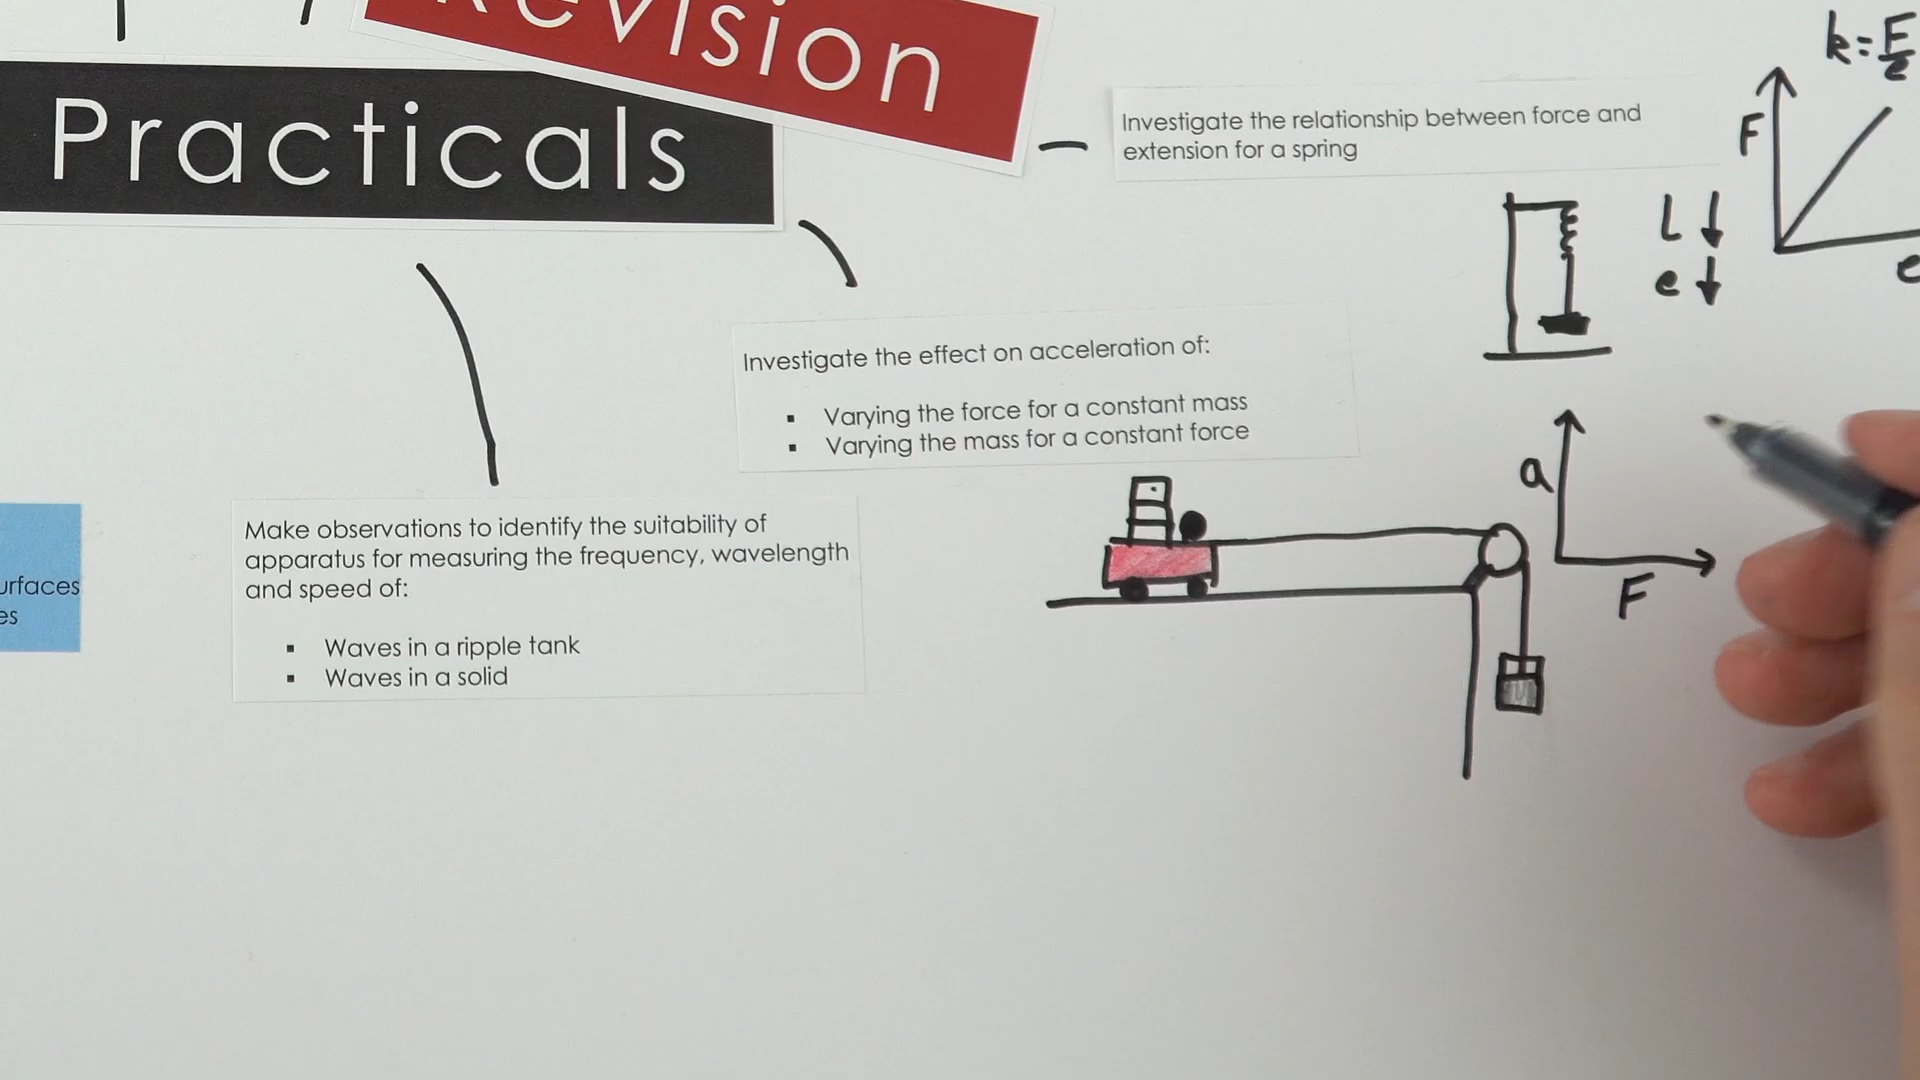 Revision
Practicals
k=F/e
Investigate the relationship between force and
extension for a spring
F
L ↓
e ↓
e
Investigate the effect on acceleration of:
▪ Varying the force for a constant mass
▪ Varying the mass for a constant force
a
F
Make observations to identify the suitability of
apparatus for measuring the frequency, wavelength
and speed of:
▪ Waves in a ripple tank
▪ Waves in a solid